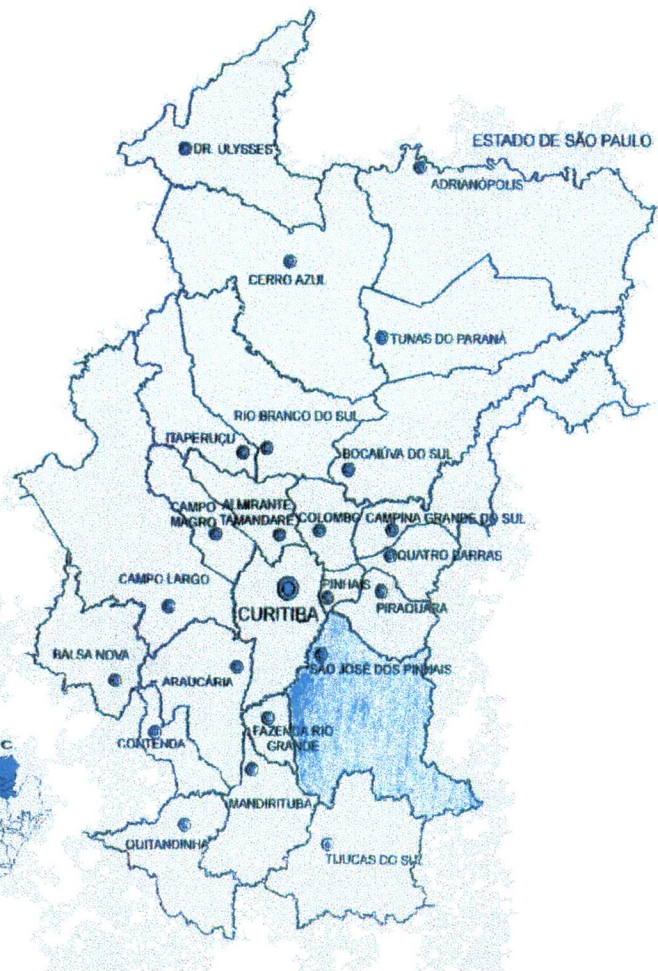 DR. ULYSSES
ESTADO DE SÃO PAULO
ADRIANÓPOLIS
CERRO AZUL
TUNAS DO PARANÁ
RIO BRANCO DO SUL
ITAPERUÇU
BOCAIÚVA DO SUL
CAMPO
MAGRO
ALMIRANTE
TAMANDARÉ
COLOMBO
CAMPINA GRANDE DO SUL
QUATRO BARRAS
CAMPO LARGO
PINHAIS
PIRAQUARA
CURITIBA
BALSA NOVA
ARAUCÁRIA
SÃO JOSÉ DOS PINHAIS
CONTENDA
FAZENDA RIO
GRANDE
C
MANDIRITUBA
QUITANDINHA
TIJUCAS DO SUL